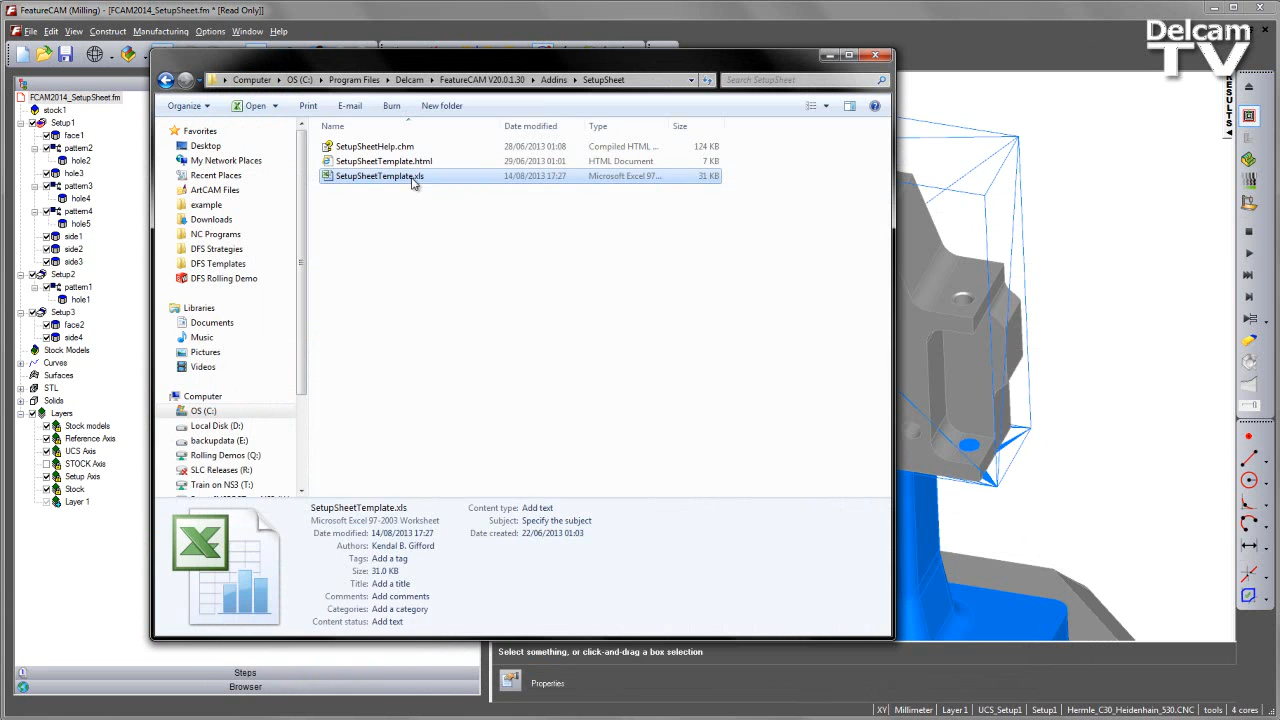 FeatureCAM (Milling) - [FCAM2014_SetupSheet.fm * [Read Only]]
File Edit View Construct Manufacturing Options Window Help
Delcam
TV
Computer OS (C:) Program Files Delcam FeatureCAM V20.0.1.30 Addins SetupSheet
Search SetupSheet
Organize Open Print E-mail Burn New folder
FCAM2014_SetupSheet.fm
stock1
Setup1
face1
pattern2
hole2
hole3
pattern3
hole4
pattern4
hole5
side1
side2
side3
Setup2
pattern1
hole1
Setup3
face2
side4
Stock Models
Curves
Surfaces
STL
Solids
Layers
Stock models
Reference Axis
UCS Axis
STOCK Axis
Setup Axis
Stock
Layer 1
Favorites
Desktop
My Network Places
Recent Places
ArtCAM Files
example
Downloads
NC Programs
DFS Strategies
DFS Templates
DFS Rolling Demo
Libraries
Documents
Music
Pictures
Videos
Computer
OS (C:)
Local Disk (D:)
backupdata (E:)
Rolling Demos (Q:)
SLC Releases (R:)
Train on NS3 (T:)
Name Date modified Type Size
SetupSheetHelp.chm 28/06/2013 01:08 Compiled HTML ... 124 KB
SetupSheetTemplate.html 29/06/2013 01:01 HTML Document 7 KB
SetupSheetTemplate.xls 14/08/2013 17:27 Microsoft Excel 97... 31 KB
SetupSheetTemplate.xls
Microsoft Excel 97-2003 Worksheet
Date modified: 14/08/2013 17:27
Authors: Kendal B. Gifford
Tags: Add a tag
Size: 31.0 KB
Title: Add a title
Comments: Add comments
Categories: Add a category
Content status: Add text
Content type: Add text
Subject: Specify the subject
Date created: 22/06/2013 01:03
RESULTS
Steps
Browser
Select something, or click-and-drag a box selection
Properties
XY Millimeter Layer1 UCS_Setup1 Setup1 Hermle_C30_Heidenhain_530.CNC tools 4 cores